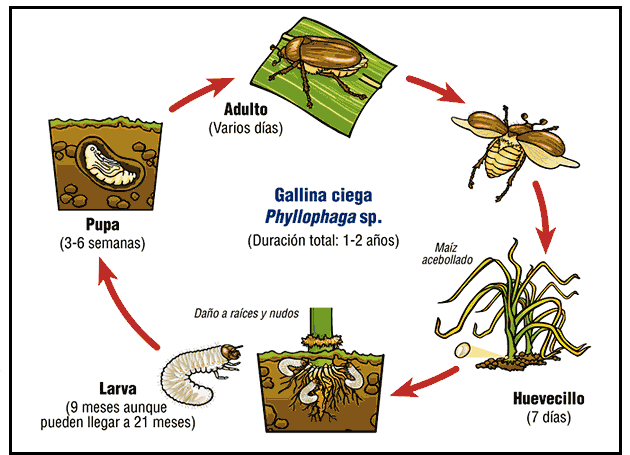 Adulto
(Varios días)
Pupa
(3-6 semanas)
Gallina ciega
Phyllophaga sp.
(Duración total: 1-2 años)
Maíz
acebollado
Daño a raíces y nudos
Larva
(9 meses aunque
pueden llegar a 21 meses)
Huevecillo
(7 días)